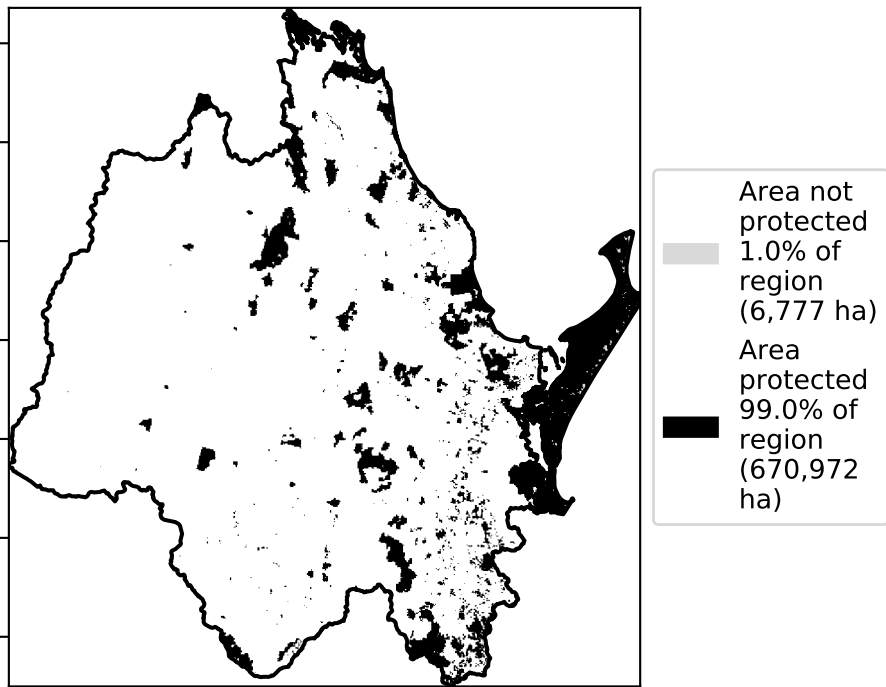 Area not
protected
1.0% of
region
(6,777 ha)
Area
protected
99.0% of
region
(670,972
ha)